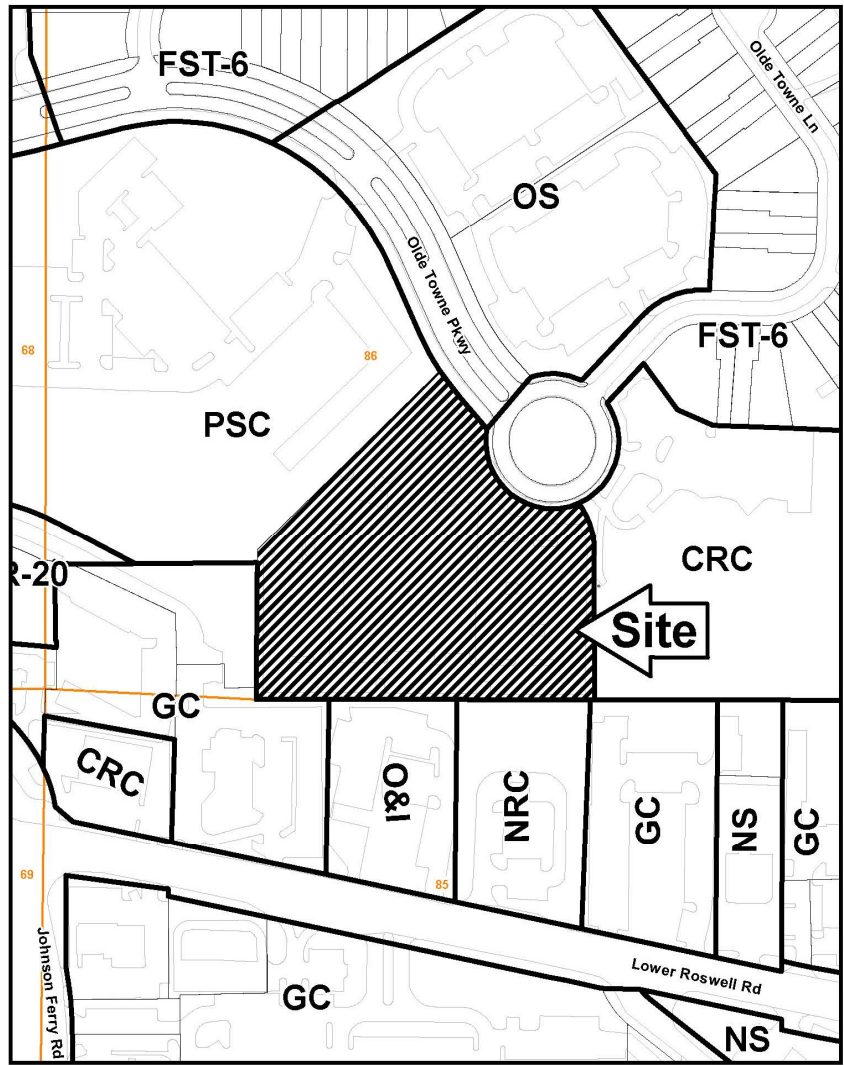 FST-6
Olde Towne Ln
OS
Olde Towne Pkwy
FST-6
68
86
PSC
CRC
R-20
Site
GC
CRC
O&I
NRC
GC
NS
GC
69
85
Johnson Ferry Rd
Lower Roswell Rd
GC
NS